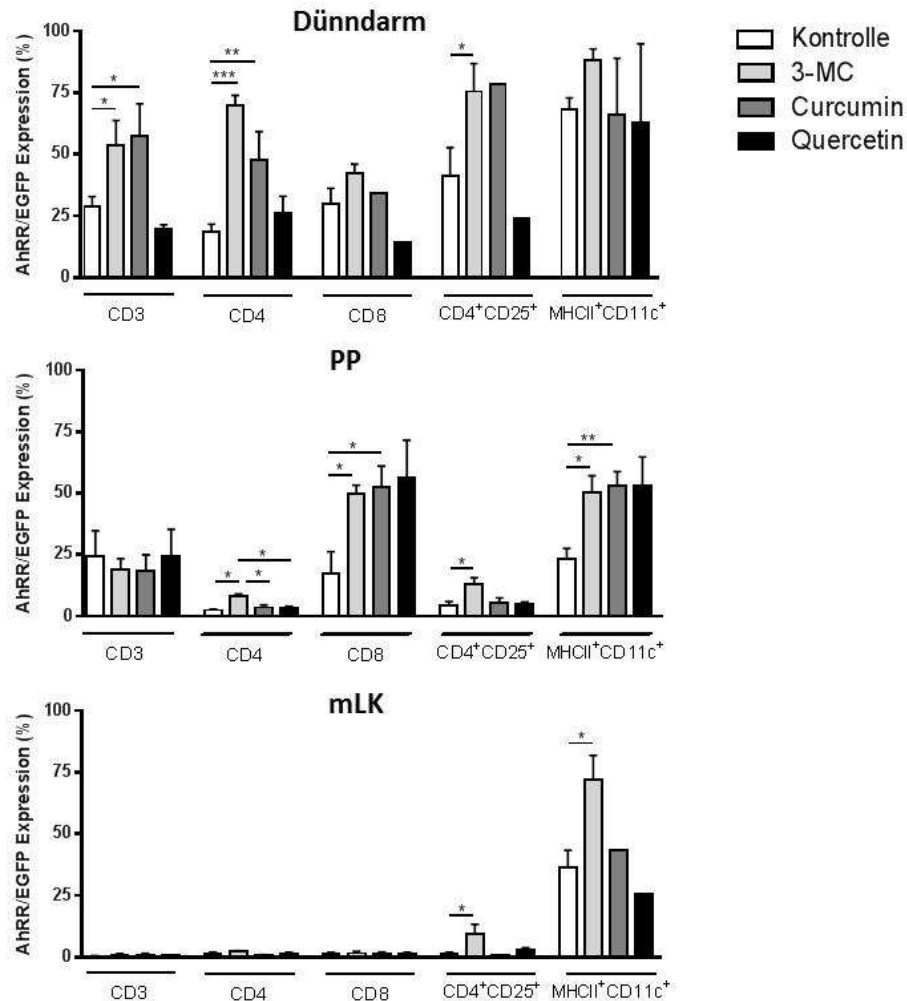 Dünndarm
Kontrolle
3-MC
Curcumin
Quercetin
AhRR/EGFP Expression (%)
100
75
50
25
0
*
*
**
***
*
CD3
CD4
CD8
CD4⁺CD25⁺
MHCII⁺CD11c⁺
PP
AhRR/EGFP Expression (%)
100
75
50
25
0
*
*
*
*
*
*
**
*
CD3
CD4
CD8
CD4⁺CD25⁺
MHCII⁺CD11c⁺
mLK
AhRR/EGFP Expression (%)
100
75
50
25
0
*
*
CD3
CD4
CD8
CD4⁺CD25⁺
MHCII⁺CD11c⁺